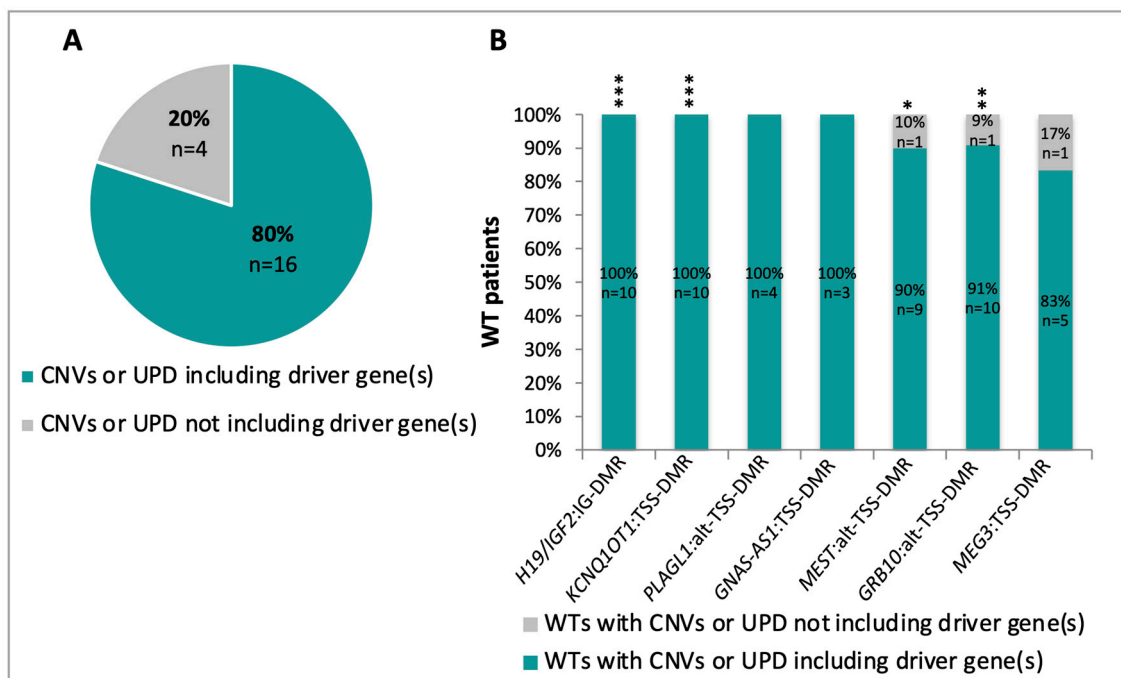 A
20%
n=4
80%
n=16
CNVs or UPD including driver gene(s)
CNVs or UPD not including driver gene(s)
B
WT patients
100%
90%
80%
70%
60%
50%
40%
30%
20%
10%
0%
***
100%
n=10
***
100%
n=10
100%
n=4
100%
n=3
*
10%
n=1
90%
n=9
**
9%
n=1
91%
n=10
17%
n=1
83%
n=5
H19/IGF2:IG-DMR
KCNQ1OT1:TSS-DMR
PLAGL1:alt-TSS-DMR
GNAS-AS1:TSS-DMR
MEST:alt-TSS-DMR
GRB10:alt-TSS-DMR
MEG3:TSS-DMR
WTs with CNVs or UPD not including driver gene(s)
WTs with CNVs or UPD including driver gene(s)